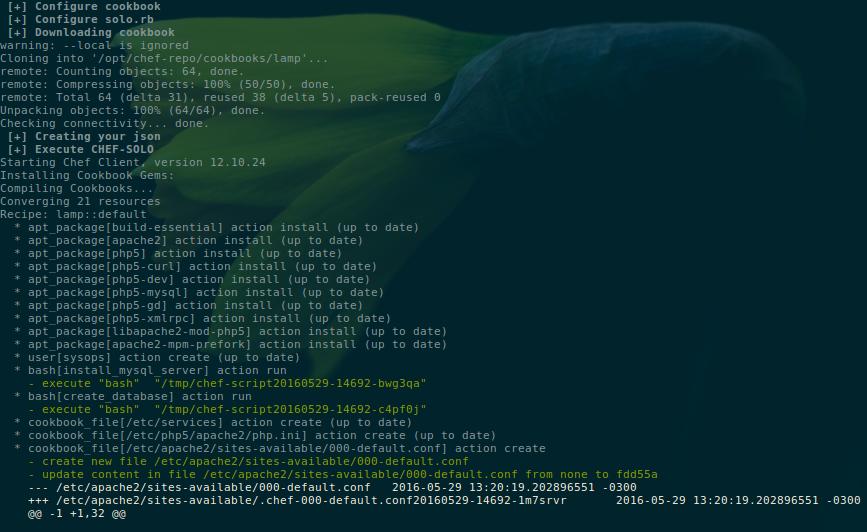 [+] Configure cookbook
[+] Configure solo.rb
[+] Downloading cookbook
warning: --local is ignored
Cloning into '/opt/chef-repo/cookbooks/lamp'...
remote: Counting objects: 64, done.
remote: Compressing objects: 100% (50/50), done.
remote: Total 64 (delta 31), reused 38 (delta 5), pack-reused 0
Unpacking objects: 100% (64/64), done.
Checking connectivity... done.
[+] Creating your json
[+] Execute CHEF-SOLO
Starting Chef Client, version 12.10.24
Installing Cookbook Gems:
Compiling Cookbooks...
Converging 21 resources
Recipe: lamp::default
* apt_package[build-essential] action install (up to date)
* apt_package[apache2] action install (up to date)
* apt_package[php5] action install (up to date)
* apt_package[php5-curl] action install (up to date)
* apt_package[php5-dev] action install (up to date)
* apt_package[php5-mysql] action install (up to date)
* apt_package[php5-gd] action install (up to date)
* apt_package[php5-xmlrpc] action install (up to date)
* apt_package[libapache2-mod-php5] action install (up to date)
* apt_package[apache2-mpm-prefork] action install (up to date)
* user[sysops] action create (up to date)
* bash[install_mysql_server] action run
- execute "bash"  "/tmp/chef-script20160529-14692-bwg3qa"
* bash[create_database] action run
- execute "bash"  "/tmp/chef-script20160529-14692-c4pf0j"
* cookbook_file[/etc/services] action create (up to date)
* cookbook_file[/etc/php5/apache2/php.ini] action create (up to date)
* cookbook_file[/etc/apache2/sites-available/000-default.conf] action create
- create new file /etc/apache2/sites-available/000-default.conf
- update content in file /etc/apache2/sites-available/000-default.conf from none to fdd55a
--- /etc/apache2/sites-available/000-default.conf   2016-05-29 13:20:19.202896551 -0300
+++ /etc/apache2/sites-available/.chef-000-default.conf20160529-14692-1m7srvr       2016-05-29 13:20:19.202896551 -0300
@@ -1 +1,32 @@